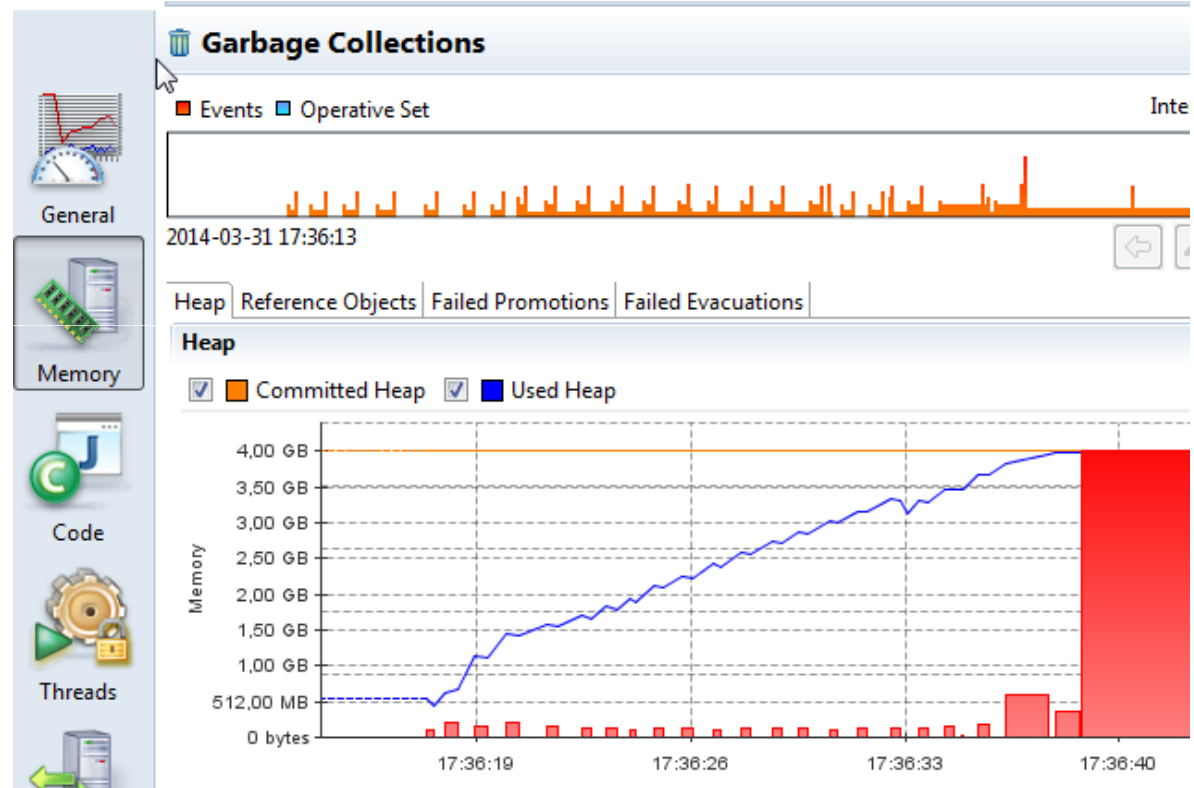 Garbage Collections
Events Operative Set Inte
2014-03-31 17:36:13
General
Memory
Code
Threads
Heap Reference Objects Failed Promotions Failed Evacuations
Heap
Committed Heap Used Heap
Memory
4,00 GB
3,50 GB
3,00 GB
2,50 GB
2,00 GB
1,50 GB
1,00 GB
512,00 MB
0 bytes
17:36:19 17:36:26 17:36:33 17:36:40